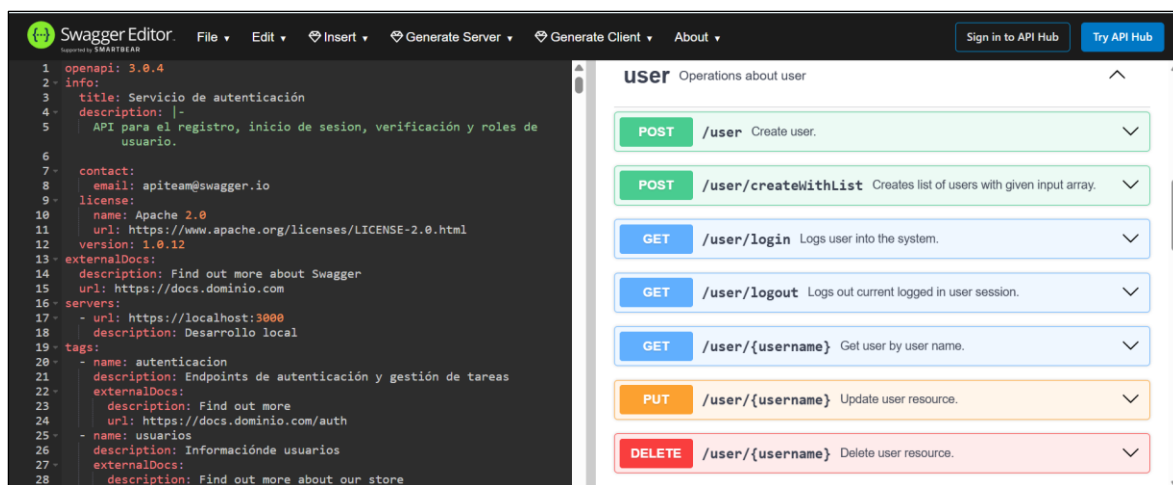 Swagger Editor.
Supported by SMARTBEAR
File
Edit
Insert
Generate Server
Generate Client
About
Sign in to API Hub
Try API Hub
1 openapi: 3.0.4
2 info:
3 title: Servicio de autenticación
4 description: |-
5 API para el registro, inicio de sesion, verificación y roles de
usuario.
6
7 contact:
8 email: apiteam@swagger.io
9 license:
10 name: Apache 2.0
11 url: https://www.apache.org/licenses/LICENSE-2.0.html
12 version: 1.0.12
13 externalDocs:
14 description: Find out more about Swagger
15 url: https://docs.dominio.com
16 servers:
17 - url: https://localhost:3000
18 description: Desarrollo local
19 tags:
20 - name: autenticacion
21 description: Endpoints de autenticación y gestión de tareas
22 externalDocs:
23 description: Find out more
24 url: https://docs.dominio.com/auth
25 - name: usuarios
26 description: Informaciónde usuarios
27 externalDocs:
28 description: Find out more about our store
user Operations about user
POST /user Create user.
POST /user/createWithList Creates list of users with given input array.
GET /user/login Logs user into the system.
GET /user/logout Logs out current logged in user session.
GET /user/{username} Get user by user name.
PUT /user/{username} Update user resource.
DELETE /user/{username} Delete user resource.